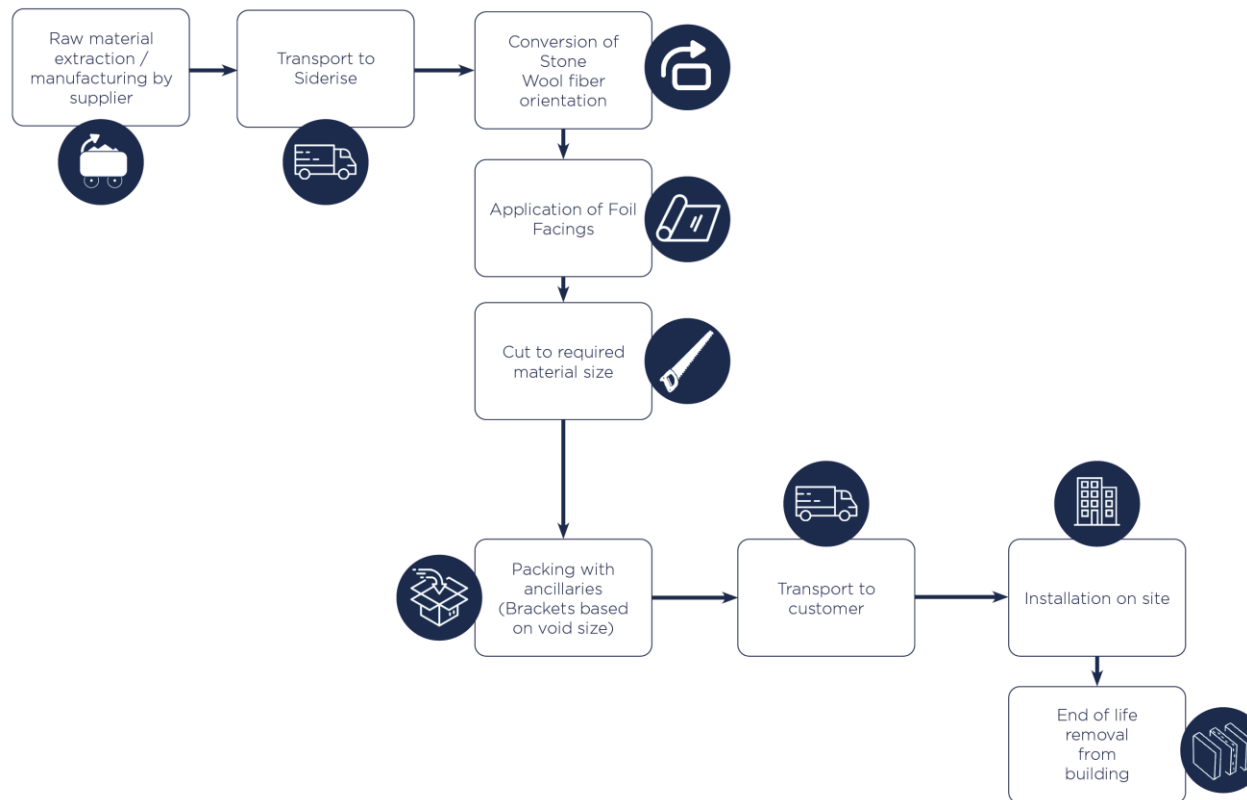 Raw material
extraction /
manufacturing by
supplier
Transport to
Siderise
Conversion of
Stone
Wool fiber
orientation
Application of Foil
Facings
Cut to required
material size
Packing with
ancillaries
(Brackets based
on void size)
Transport to
customer
Installation on site
End of life
removal
from
building